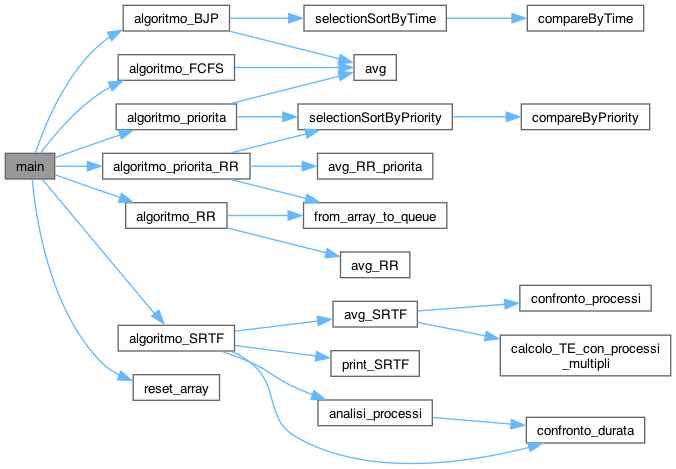 algoritmo_BJP
selectionSortByTime
compareByTime
algoritmo_FCFS
avg
algoritmo_priorita
selectionSortByPriority
compareByPriority
main
algoritmo_priorita_RR
avg_RR_priorita
algoritmo_RR
from_array_to_queue
avg_RR
confronto_processi
avg_SRTF
algoritmo_SRTF
calcolo_TE_con_processi
_multipli
print_SRTF
reset_array
analisi_processi
confronto_durata